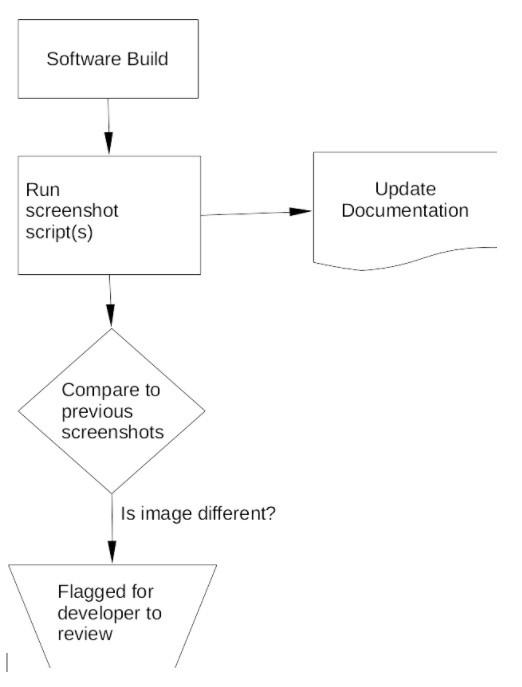 Software Build
Run
screenshot
script(s)
Update
Documentation
Compare to
previous
screenshots
Is image different?
Flagged for
developer to
review